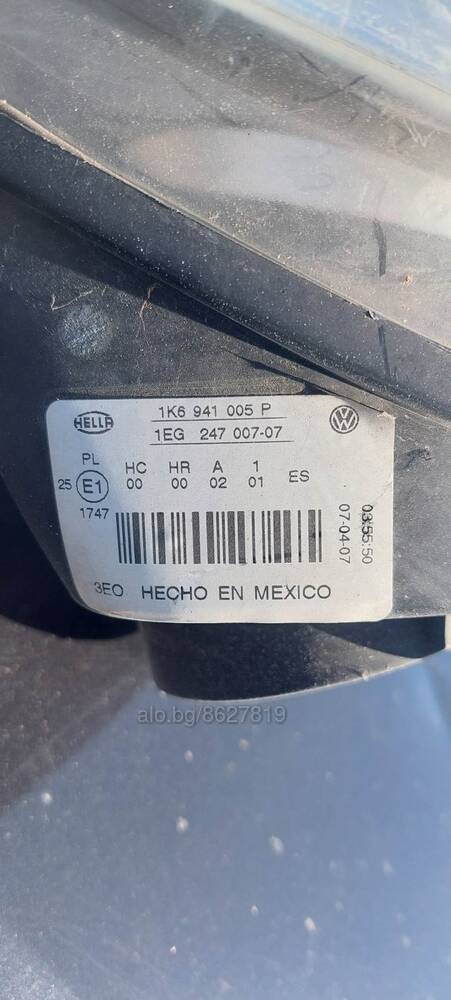 HELLA
1K6 941 005 P
1EG 247 007-07
PL HC HR A 1 ES
25 E1 00 00 02 01
1747
03:55:50
07-04-07
3EO HECHO EN MEXICO
alo.bg/8627819